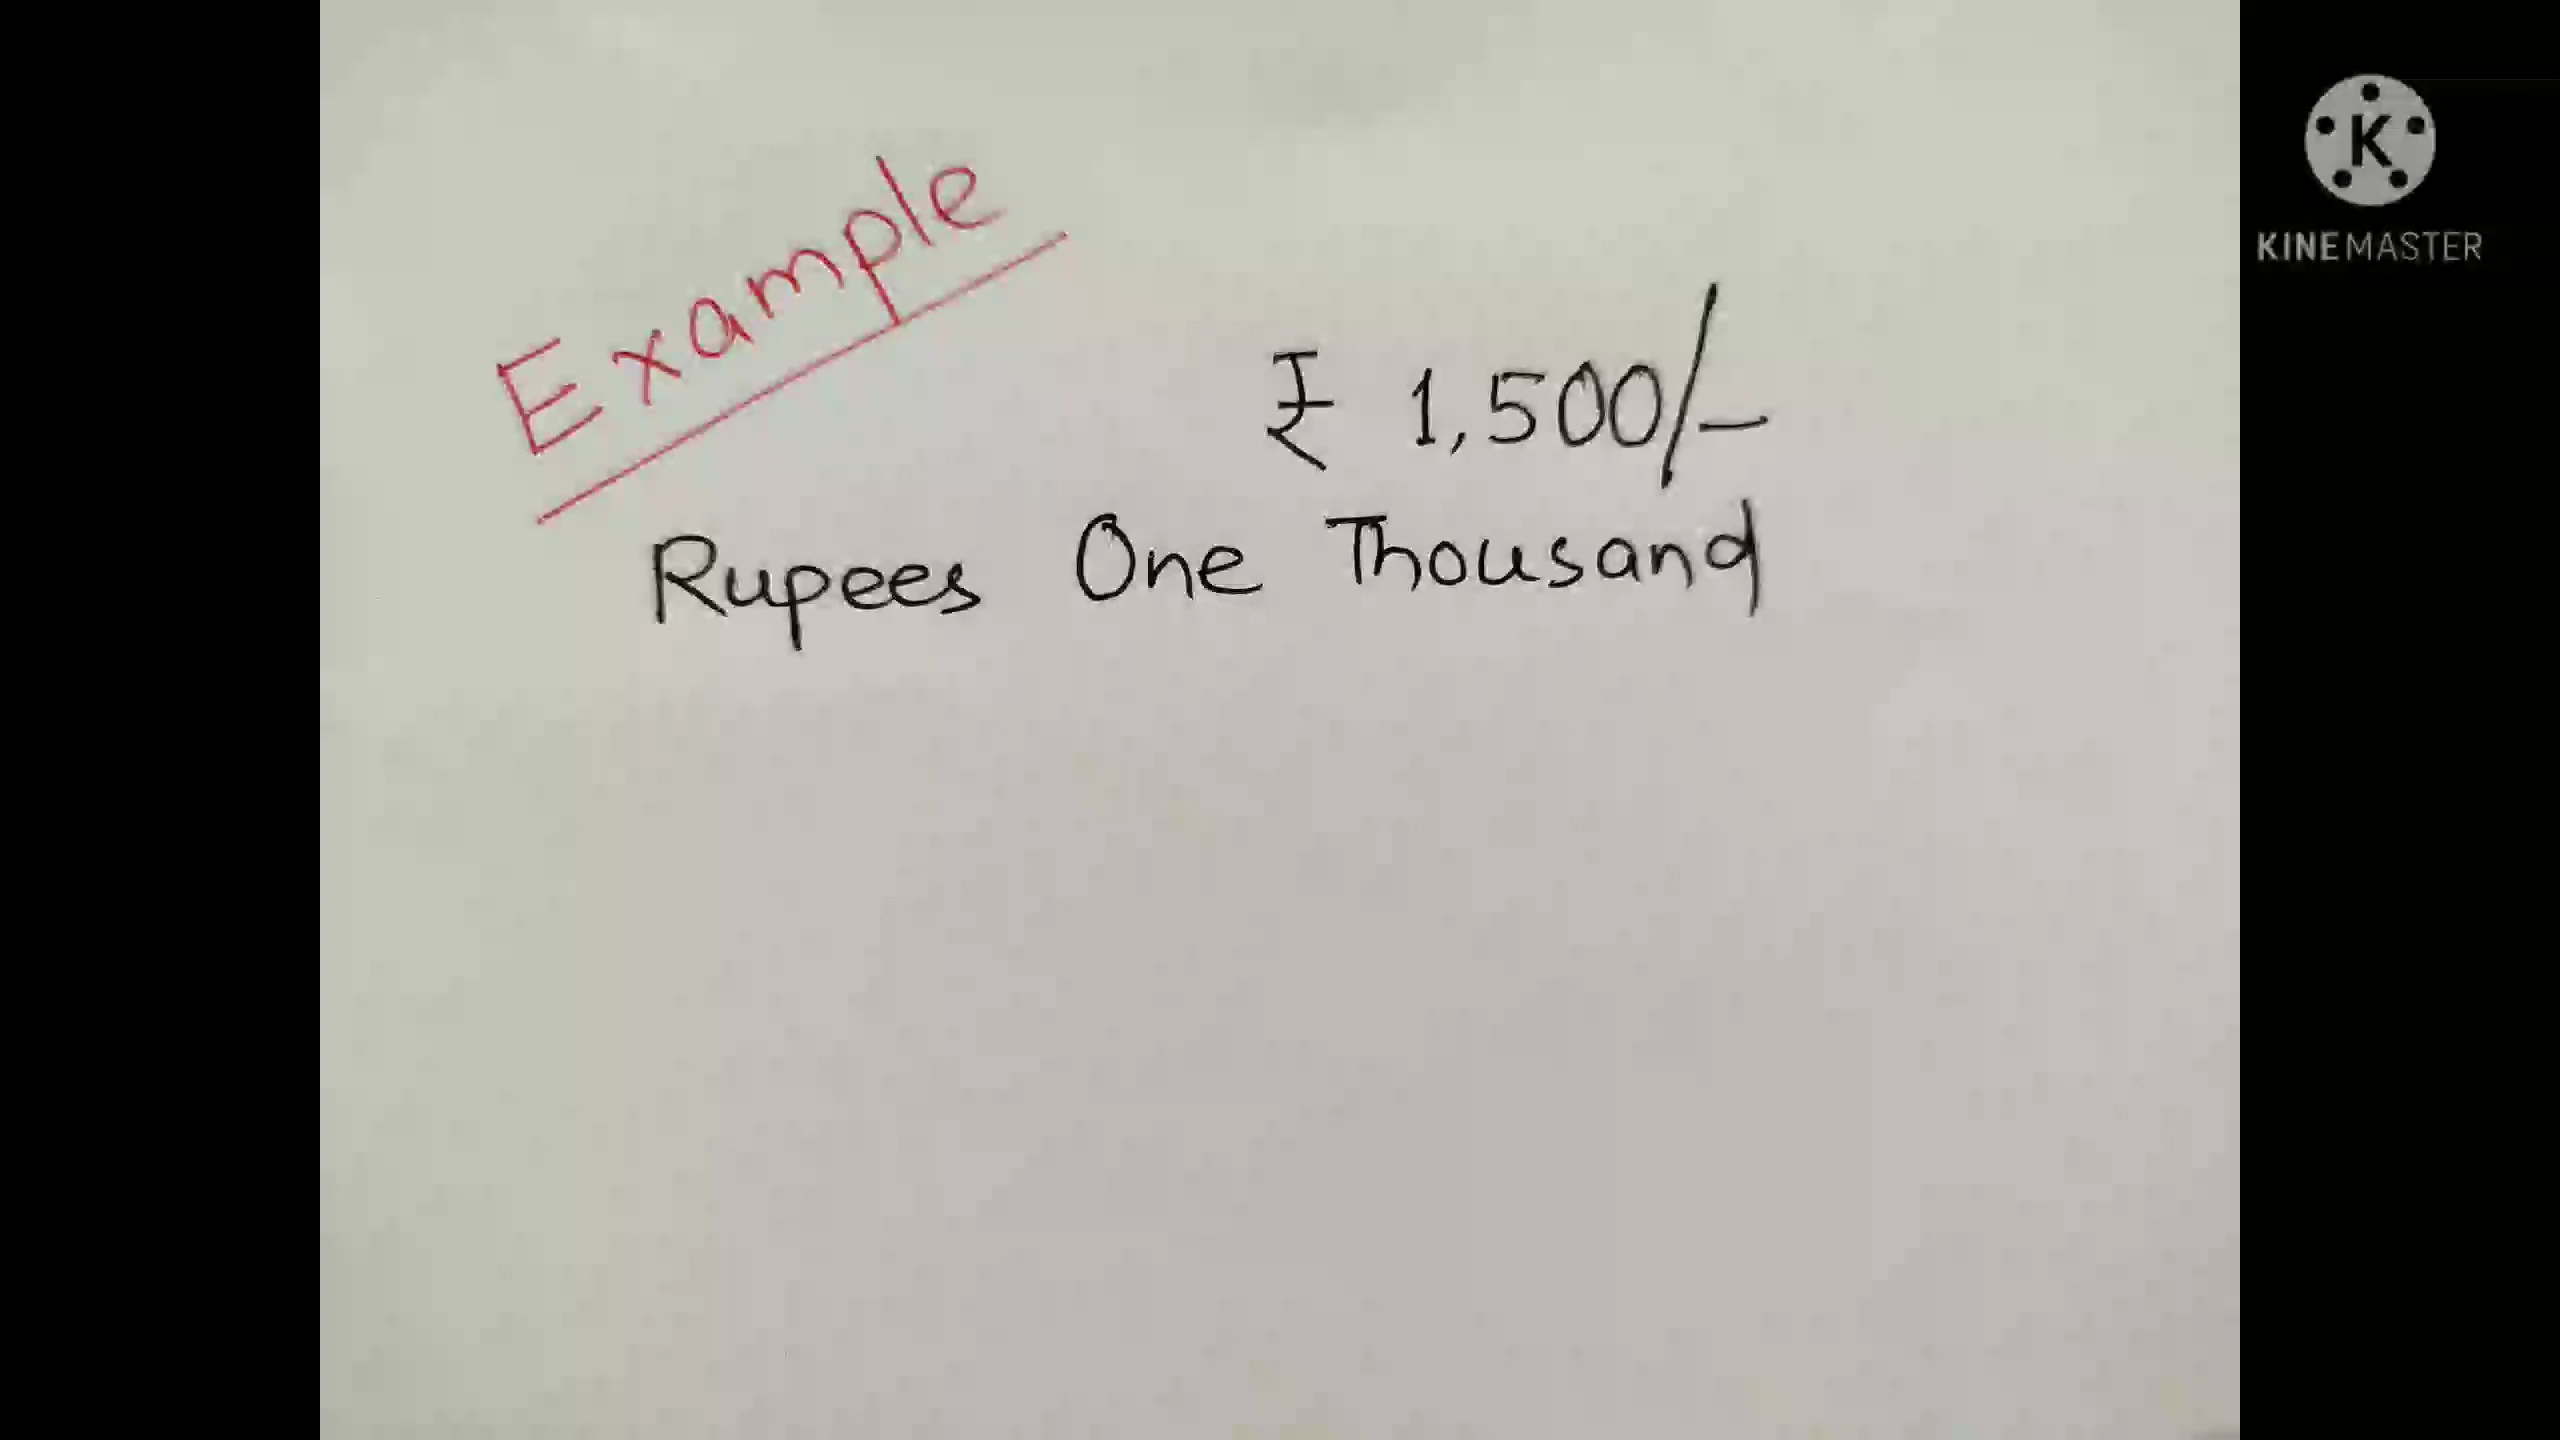 Example
₹ 1,500/-
Rupees One Thousand
K
KINEMASTER